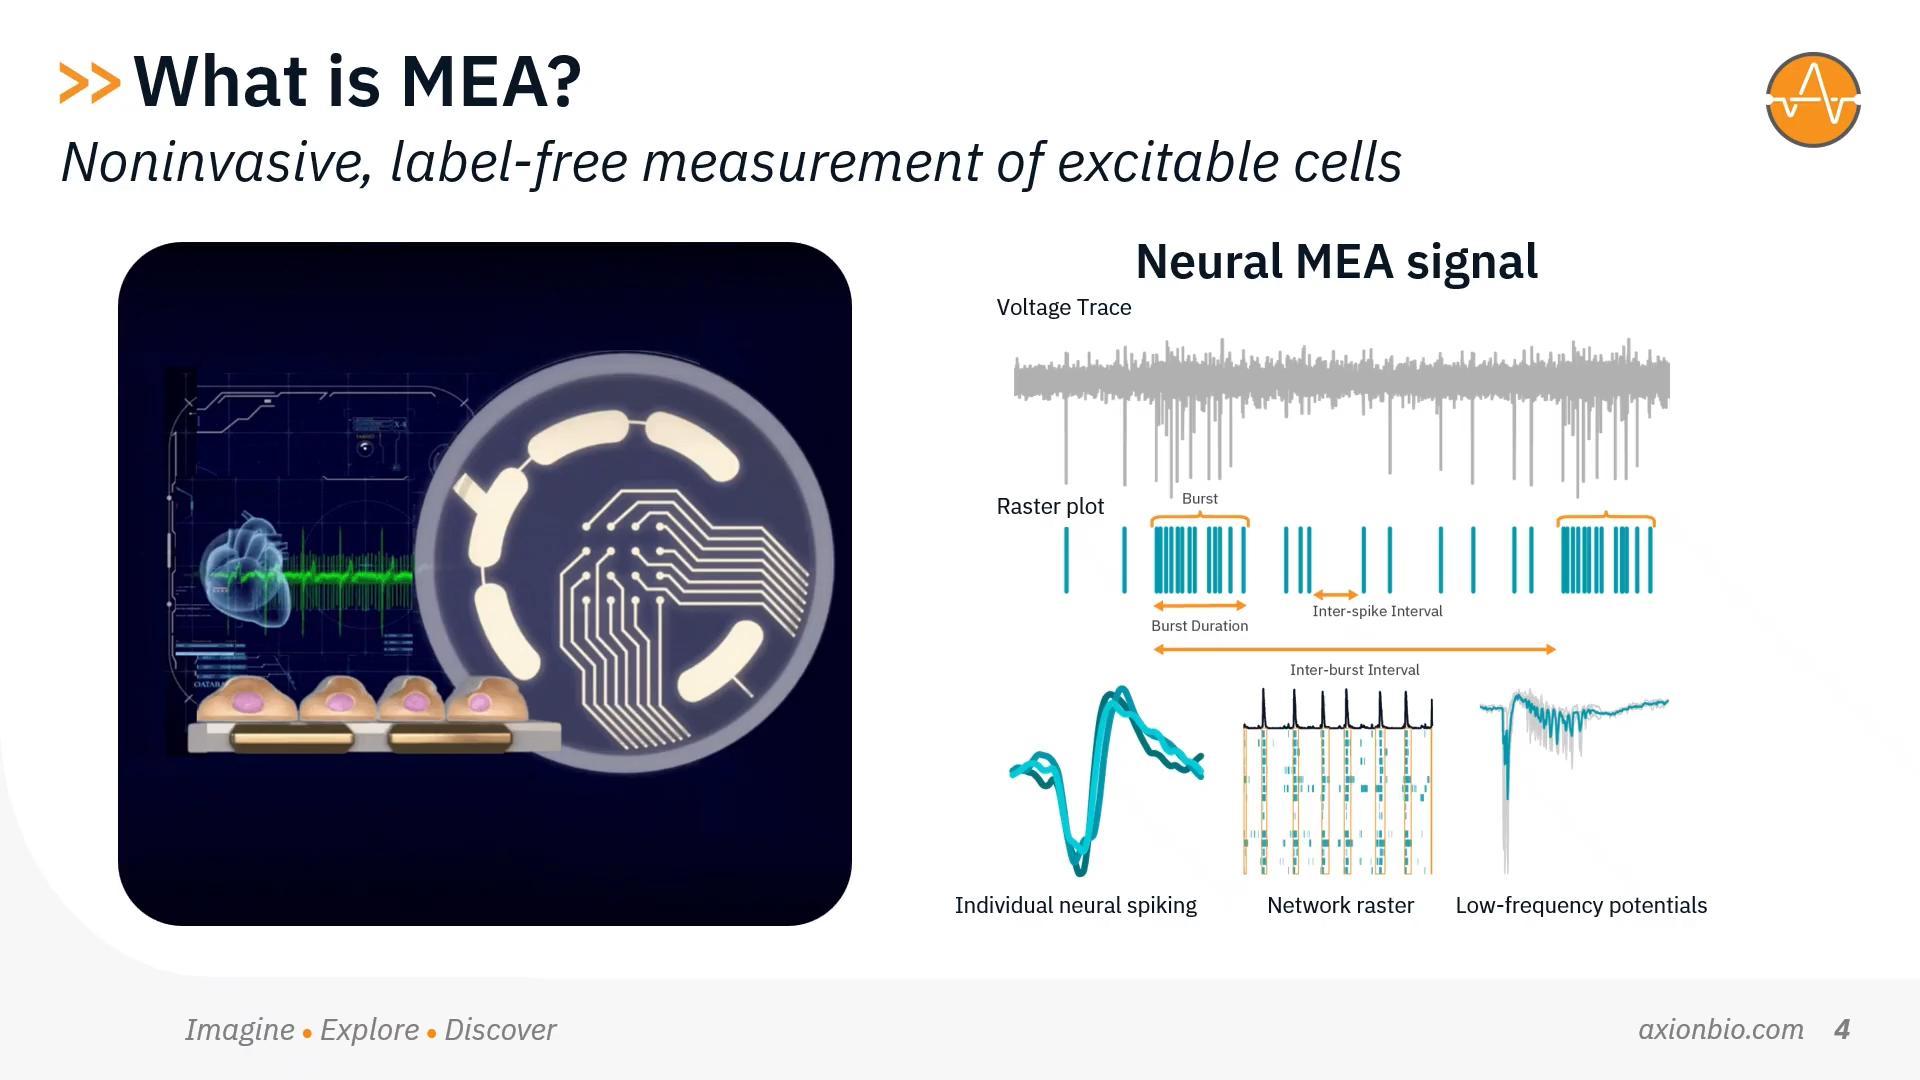 >> What is MEA?
Noninvasive, label-free measurement of excitable cells
X-4
Neural MEA signal
Voltage Trace
Raster plot
Burst
Inter-spike Interval
Burst Duration
Inter-burst Interval
Individual neural spiking
Network raster
Low-frequency potentials
Imagine • Explore • Discover
axionbio.com 4